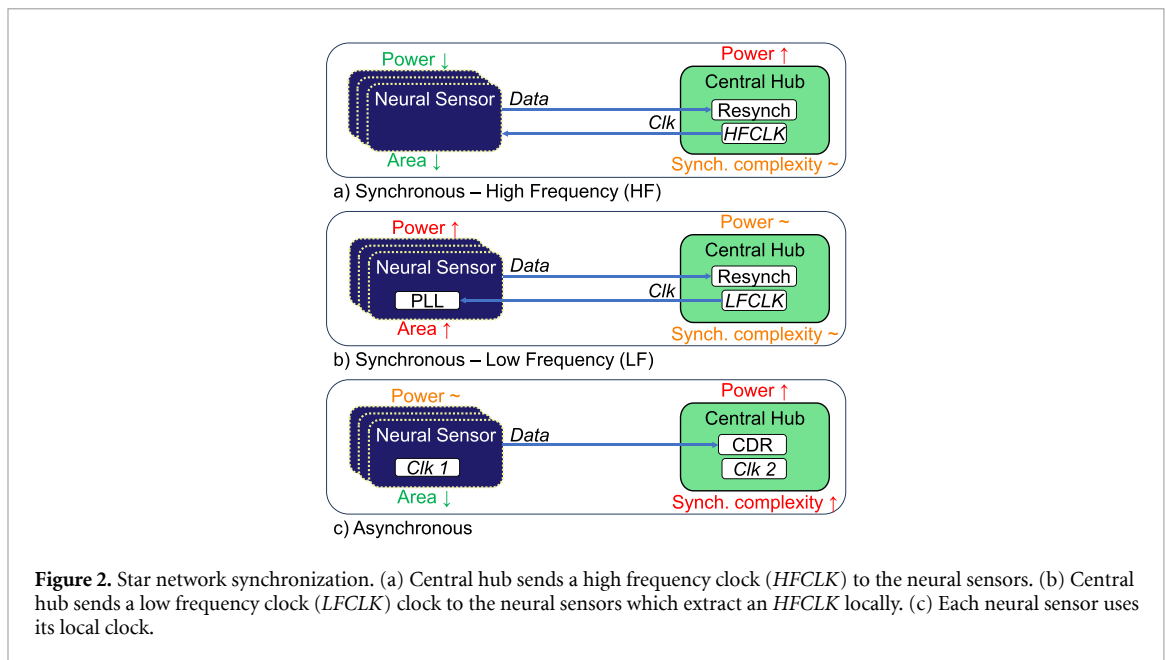 Power ↓
Power ↑
Neural Sensor
Data
Central Hub
Resynch
Clk
HFCLK
Area ↓
Synch. complexity ~
a) Synchronous – High Frequency (HF)
Power ↑
Power ~
Neural Sensor
Data
Central Hub
Resynch
Clk
PLL
LFCLK
Area ↑
Synch. complexity ~
b) Synchronous – Low Frequency (LF)
Power ~
Power ↑
Neural Sensor
Data
Central Hub
CDR
Clk 1
Clk 2
Area ↓
Synch. complexity ↑
c) Asynchronous
Figure 2. Star network synchronization. (a) Central hub sends a high frequency clock (HFCLK) to the neural sensors. (b) Central
hub sends a low frequency clock (LFCLK) clock to the neural sensors which extract an HFCLK locally. (c) Each neural sensor uses
its local clock.